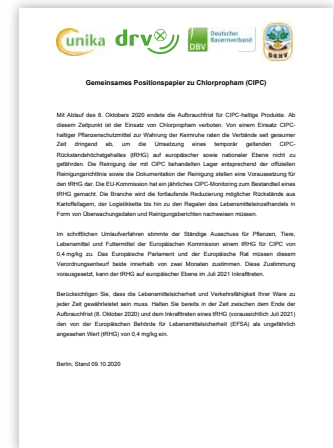 unika drv Deutscher
Bauernverband
DBV DKHV
Gemeinsames Positionspapier zu Chlorpropham (CIPC)
Mit Ablauf des 8. Oktobers 2020 endete die Aufbrauchfrist für CIPC-haltige Produkte. Ab
diesem Zeitpunkt ist der Einsatz von Chlorpropham verboten. Von einem Einsatz CIPC-
haltiger Pflanzenschutzmittel zur Wahrung der Keimruhe raten die Verbände seit geraumer
Zeit dringend ab, um die Umsetzung eines temporär geltenden CIPC-
Rückstandshöchstgehaltes (tRHG) auf europäischer sowie nationaler Ebene nicht zu
gefährden. Die Reinigung der mit CIPC behandelten Lager entsprechend der offiziellen
Reinigungsrichtlinie sowie die Dokumentation der Reinigung stellen eine Voraussetzung für
den tRHG dar. Die EU-Kommission hat ein jährliches CIPC-Monitoring zum Bestandteil eines
tRHG gemacht. Die Branche wird die fortlaufende Reduzierung möglicher Rückstände aus
Kartoffellagern, der Logistikkette bis hin zu den Regalen des Lebensmitteleinzelhandels in
Form von Überwachungsdaten und Reinigungsberichten nachweisen müssen.
Im schriftlichen Umlaufverfahren stimmte der Ständige Ausschuss für Pflanzen, Tiere,
Lebensmittel und Futtermittel der Europäischen Kommission einem tRHG für CIPC von
0,4 mg/kg zu. Das Europäische Parlament und der Europäische Rat müssen diesem
Verordnungsentwurf beide innerhalb von zwei Monaten zustimmen. Diese Zustimmung
vorausgesetzt, kann der tRHG auf europäischer Ebene im Juli 2021 Inkrafttreten.
Berücksichtigen Sie, dass die Lebensmittelsicherheit und Verkehrsfähigkeit Ihrer Ware zu
jeder Zeit gewährleistet sein muss. Halten Sie bereits in der Zeit zwischen dem Ende der
Aufbrauchfrist (8. Oktober 2020) und dem Inkrafttreten eines tRHG (voraussichtlich Juli 2021)
den von der Europäischen Behörde für Lebensmittelsicherheit (EFSA) als ungefährlich
angesehen Wert (tRHG) von 0,4 mg/kg ein.
Berlin, Stand 09.10.2020